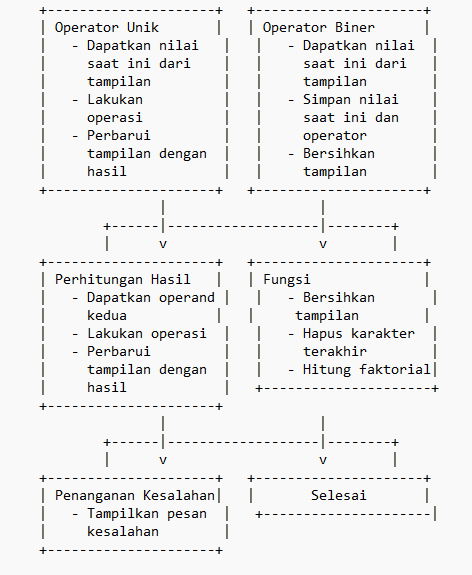 Operator Unik
Operator Biner
- Dapatkan nilai
saat ini dari
tampilan
- Lakukan
operasi
- Perbarui
tampilan dengan
hasil
- Dapatkan nilai
saat ini dari
tampilan
- Simpan nilai
saat ini dan
operator
- Bersihkan
tampilan
v
v
Perhitungan Hasil
- Dapatkan operand
kedua
- Lakukan operasi
- Perbarui
tampilan dengan
hasil
Fungsi
- Bersihkan
tampilan
- Hapus karakter
terakhir
- Hitung faktorial
v
v
Penanganan Kesalahan
- Tampilkan pesan
kesalahan
Selesai